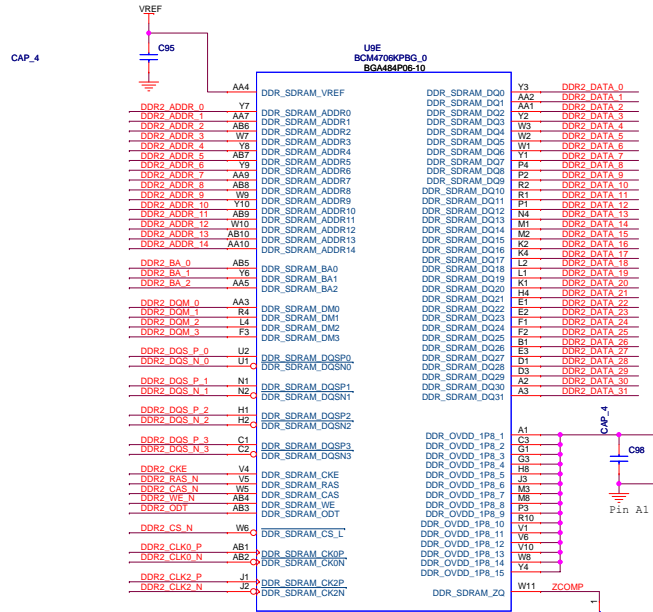 VREF
CAP_4
C95
U9E
BCM4706KPBG_0
BGA484P06-10
AA4 DDR_SDRAM_VREF
DDR2_ADDR_0 Y7 DDR_SDRAM_ADDR0
DDR2_ADDR_1 AA7 DDR_SDRAM_ADDR1
DDR2_ADDR_2 AB6 DDR_SDRAM_ADDR2
DDR2_ADDR_3 W7 DDR_SDRAM_ADDR3
DDR2_ADDR_4 Y8 DDR_SDRAM_ADDR4
DDR2_ADDR_5 AB7 DDR_SDRAM_ADDR5
DDR2_ADDR_6 Y9 DDR_SDRAM_ADDR6
DDR2_ADDR_7 AA9 DDR_SDRAM_ADDR7
DDR2_ADDR_8 AB8 DDR_SDRAM_ADDR8
DDR2_ADDR_9 W9 DDR_SDRAM_ADDR9
DDR2_ADDR_10 Y10 DDR_SDRAM_ADDR10
DDR2_ADDR_11 AB9 DDR_SDRAM_ADDR11
DDR2_ADDR_12 W10 DDR_SDRAM_ADDR12
DDR2_ADDR_13 AB10 DDR_SDRAM_ADDR13
DDR2_ADDR_14 AA10 DDR_SDRAM_ADDR14
DDR2_BA_0 AB5 DDR_SDRAM_BA0
DDR2_BA_1 Y6 DDR_SDRAM_BA1
DDR2_BA_2 AA5 DDR_SDRAM_BA2
DDR2_DQM_0 AA3 DDR_SDRAM_DM0
DDR2_DQM_1 R4 DDR_SDRAM_DM1
DDR2_DQM_2 L4 DDR_SDRAM_DM2
DDR2_DQM_3 F3 DDR_SDRAM_DM3
DDR2_DQS_P_0 U2 DDR_SDRAM_DQSP0
DDR2_DQS_N_0 U1 DDR_SDRAM_DQSN0
DDR2_DQS_P_1 N1 DDR_SDRAM_DQSP1
DDR2_DQS_N_1 N2 DDR_SDRAM_DQSN1
DDR2_DQS_P_2 H1 DDR_SDRAM_DQSP2
DDR2_DQS_N_2 H2 DDR_SDRAM_DQSN2
DDR2_DQS_P_3 C1 DDR_SDRAM_DQSP3
DDR2_DQS_N_3 C2 DDR_SDRAM_DQSN3
DDR2_CKE V4 DDR_SDRAM_CKE
DDR2_RAS_N V5 DDR_SDRAM_RAS
DDR2_CAS_N W5 DDR_SDRAM_CAS
DDR2_WE_N AB4 DDR_SDRAM_WE
DDR2_ODT AB3 DDR_SDRAM_ODT
DDR2_CS_N W6 DDR_SDRAM_CS_L
DDR2_CLK0_P AB1 DDR_SDRAM_CK0P
DDR2_CLK0_N AB2 DDR_SDRAM_CK0N
DDR2_CLK2_P J1 DDR_SDRAM_CK2P
DDR2_CLK2_N J2 DDR_SDRAM_CK2N
DDR_SDRAM_DQ0 Y3 DDR2_DATA_0
DDR_SDRAM_DQ1 AA2 DDR2_DATA_1
DDR_SDRAM_DQ2 AA1 DDR2_DATA_2
DDR_SDRAM_DQ3 Y2 DDR2_DATA_3
DDR_SDRAM_DQ4 W3 DDR2_DATA_4
DDR_SDRAM_DQ5 W2 DDR2_DATA_5
DDR_SDRAM_DQ6 W1 DDR2_DATA_6
DDR_SDRAM_DQ7 Y1 DDR2_DATA_7
DDR_SDRAM_DQ8 P4 DDR2_DATA_8
DDR_SDRAM_DQ9 P2 DDR2_DATA_9
DDR_SDRAM_DQ10 R2 DDR2_DATA_10
DDR_SDRAM_DQ11 R1 DDR2_DATA_11
DDR_SDRAM_DQ12 P1 DDR2_DATA_12
DDR_SDRAM_DQ13 N4 DDR2_DATA_13
DDR_SDRAM_DQ14 M1 DDR2_DATA_14
DDR_SDRAM_DQ15 M2 DDR2_DATA_15
DDR_SDRAM_DQ16 K2 DDR2_DATA_16
DDR_SDRAM_DQ17 K4 DDR2_DATA_17
DDR_SDRAM_DQ18 L2 DDR2_DATA_18
DDR_SDRAM_DQ19 L1 DDR2_DATA_19
DDR_SDRAM_DQ20 K1 DDR2_DATA_20
DDR_SDRAM_DQ21 H4 DDR2_DATA_21
DDR_SDRAM_DQ22 E1 DDR2_DATA_22
DDR_SDRAM_DQ23 E2 DDR2_DATA_23
DDR_SDRAM_DQ24 F1 DDR2_DATA_24
DDR_SDRAM_DQ25 F2 DDR2_DATA_25
DDR_SDRAM_DQ26 B1 DDR2_DATA_26
DDR_SDRAM_DQ27 E3 DDR2_DATA_27
DDR_SDRAM_DQ28 D1 DDR2_DATA_28
DDR_SDRAM_DQ29 D3 DDR2_DATA_29
DDR_SDRAM_DQ30 A2 DDR2_DATA_30
DDR_SDRAM_DQ31 A3 DDR2_DATA_31
DDR_OVDD_1P8_1 A1
DDR_OVDD_1P8_2 C3
DDR_OVDD_1P8_3 G1
DDR_OVDD_1P8_4 G3
DDR_OVDD_1P8_5 H8
DDR_OVDD_1P8_6 J3
DDR_OVDD_1P8_7 M3
DDR_OVDD_1P8_8 M8
DDR_OVDD_1P8_9 P3
DDR_OVDD_1P8_10 R10
DDR_OVDD_1P8_11 V1
DDR_OVDD_1P8_12 V6
DDR_OVDD_1P8_13 V10
DDR_OVDD_1P8_14 W8
DDR_OVDD_1P8_15 Y4
CAP_4
C98
Pin A1
DDR_SDRAM_ZQ W11 ZCOMP
1